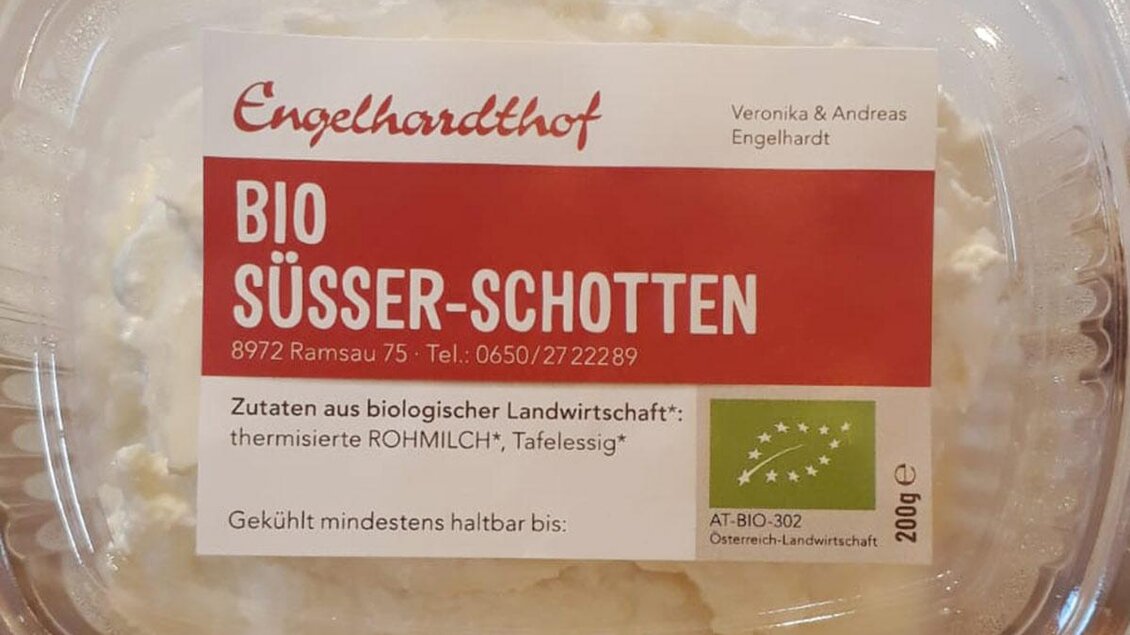 Engelhardthof
Veronika & Andreas
Engelhardt
BIO
SÜSSER-SCHOTTEN
8972 Ramsau 75 · Tel.: 0650/2722289
Zutaten aus biologischer Landwirtschaft*:
thermisierte ROHMILCH*, Tafelessig*
Gekühlt mindestens haltbar bis:
AT-BIO-302
Österreich-Landwirtschaft
200g ℮